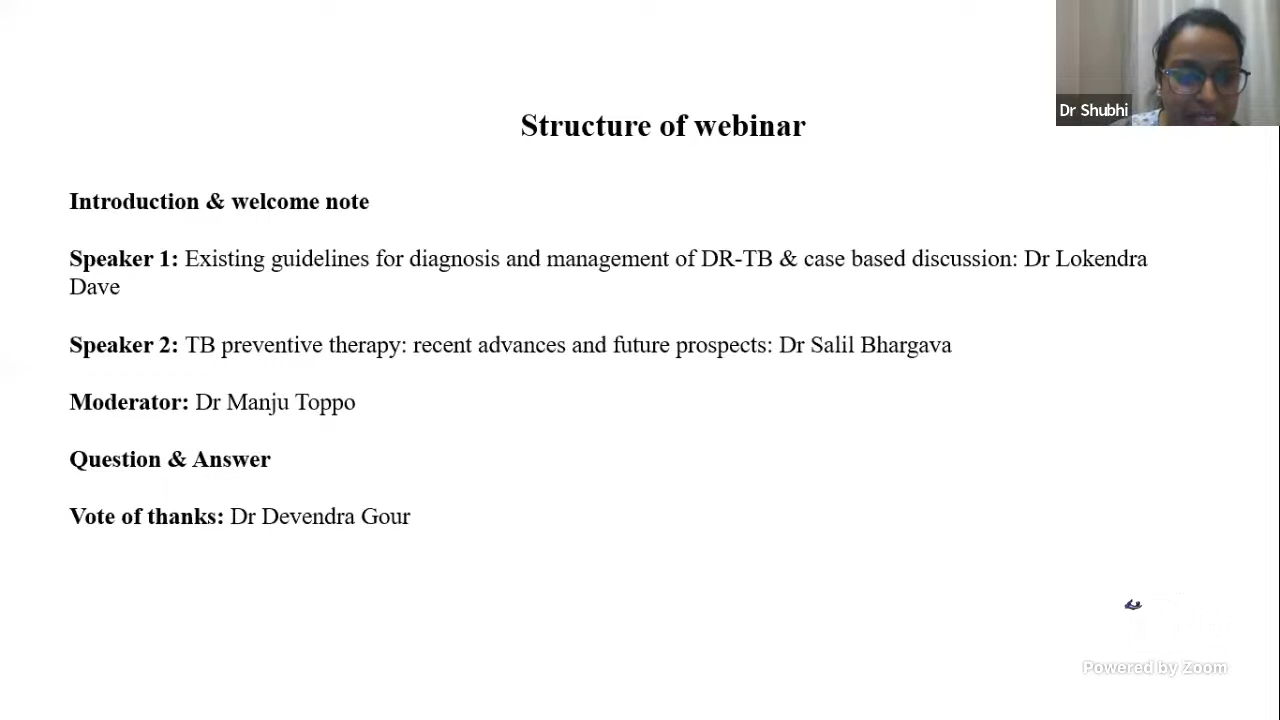 Dr Shubhi
Structure of webinar
Introduction & welcome note
Speaker 1: Existing guidelines for diagnosis and management of DR-TB & case based discussion: Dr Lokendra
Dave
Speaker 2: TB preventive therapy: recent advances and future prospects: Dr Salil Bhargava
Moderator: Dr Manju Toppo
Question & Answer
Vote of thanks: Dr Devendra Gour
Powered by Zoom